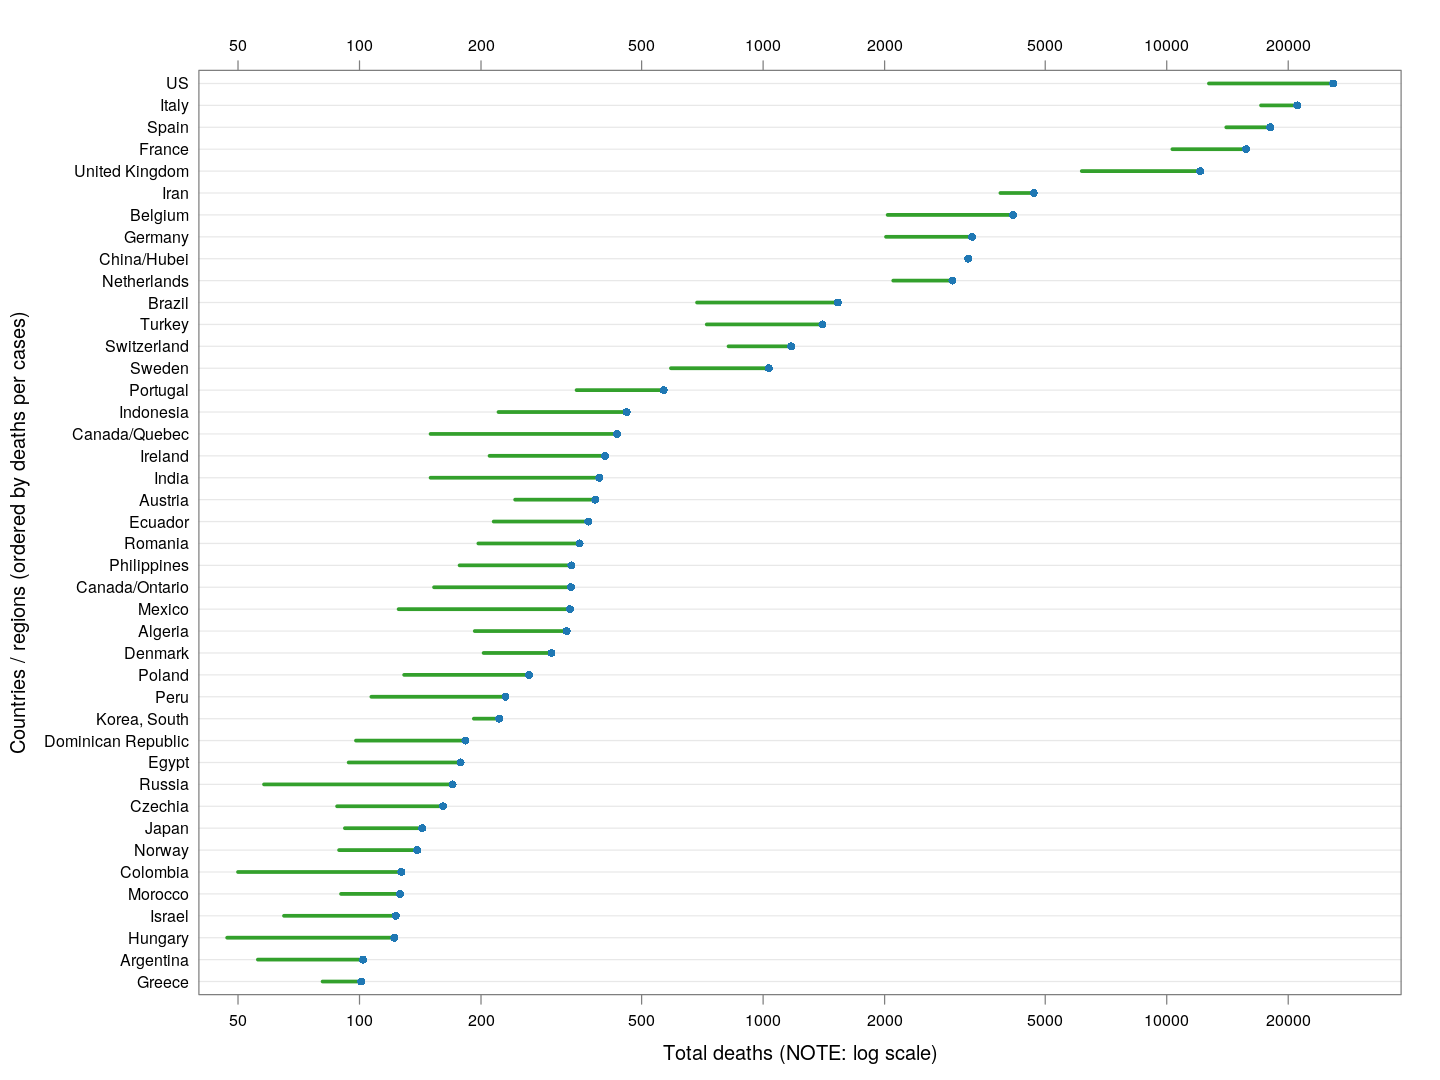 50 100 200 500 1000 2000 5000 10000 20000
US
Italy
Spain
France
United Kingdom
Iran
Belgium
Germany
China/Hubei
Netherlands
Brazil
Turkey
Switzerland
Sweden
Portugal
Indonesia
Canada/Quebec
Ireland
India
Austria
Ecuador
Romania
Philippines
Canada/Ontario
Mexico
Algeria
Denmark
Poland
Peru
Korea, South
Dominican Republic
Egypt
Russia
Czechia
Japan
Norway
Colombia
Morocco
Israel
Hungary
Argentina
Greece
Countries / regions (ordered by deaths per cases)
50 100 200 500 1000 2000 5000 10000 20000
Total deaths (NOTE: log scale)